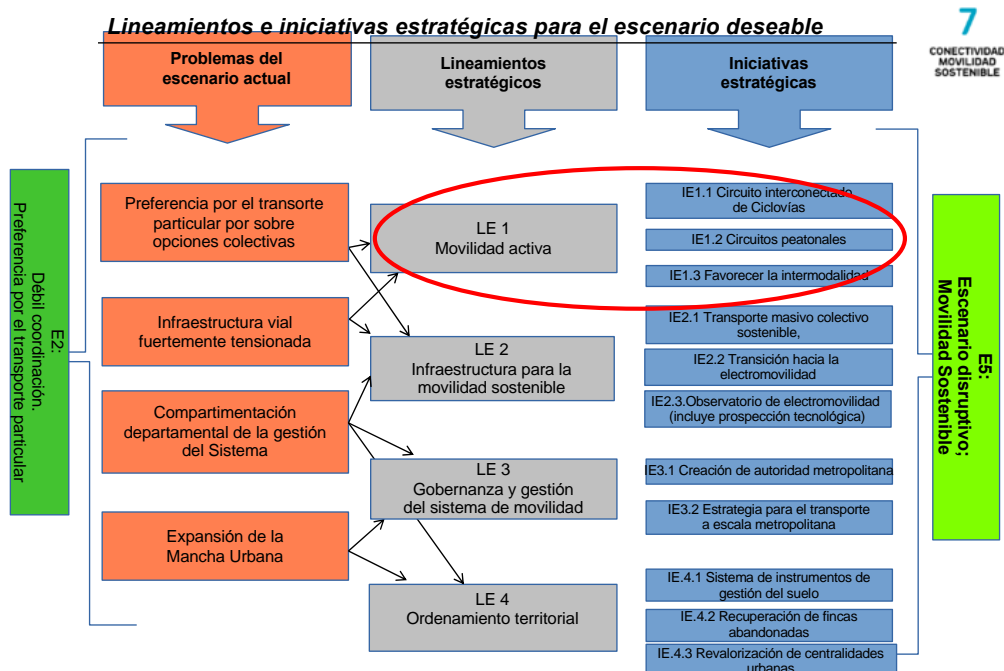 Lineamientos e iniciativas estratégicas para el escenario deseable
7
CONECTIVIDAD
MOVILIDAD
SOSTENIBLE
Problemas del
escenario actual
Lineamientos
estratégicos
Iniciativas
estratégicas
E2:
Débil coordinación.
Preferencia por el transporte particular
Preferencia por el transorte
particular por sobre
opciones colectivas
Infraestructura vial
fuertemente tensionada
Compartimentación
departamental de la gestión
del Sistema
Expansión de la
Mancha Urbana
LE 1
Movilidad activa
LE 2
Infraestructura para la
movilidad sostenible
LE 3
Gobernanza y gestión
del sistema de movilidad
LE 4
Ordenamiento territorial
IE1.1 Circuito interconectado
de Ciclovías
IE1.2 Circuitos peatonales
IE1.3 Favorecer la intermodalidad
IE2.1 Transporte masivo colectivo
sostenible,
IE2.2 Transición hacia la
electromovilidad
IE2.3.Observatorio de electromovilidad
(incluye prospección tecnológica)
IE3.1 Creación de autoridad metropolitana
IE3.2 Estrategia para el transporte
a escala metropolitana
IE.4.1 Sistema de instrumentos de
gestión del suelo
IE.4.2 Recuperación de fincas
abandonadas
IE.4.3 Revalorización de centralidades
urbanas
E5:
Escenario disruptivo;
Movilidad Sostenible